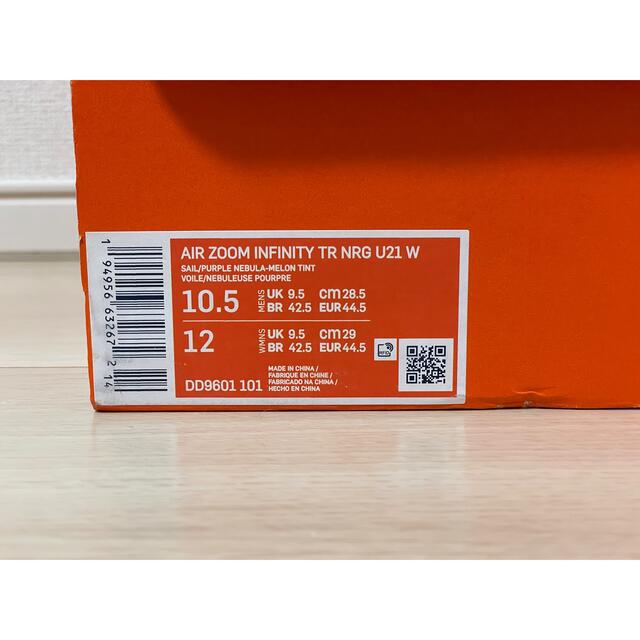 AIR ZOOM INFINITY TR NRG U21 W
SAIL/PURPLE NEBULA-MELON TINT
VOILE/NEBULEUSE POURPRE
10.5 MENS UK 9.5 CM 28.5
BR 42.5 EUR 44.5
12 WMNS UK 9.5 CM 29
BR 42.5 EUR 44.5
DD9601 101
MADE IN CHINA/
FABRIQUE EN CHINE/
FABRICADO NA CHINA/
HECHO EN CHINA
1 94956 63267 2 14